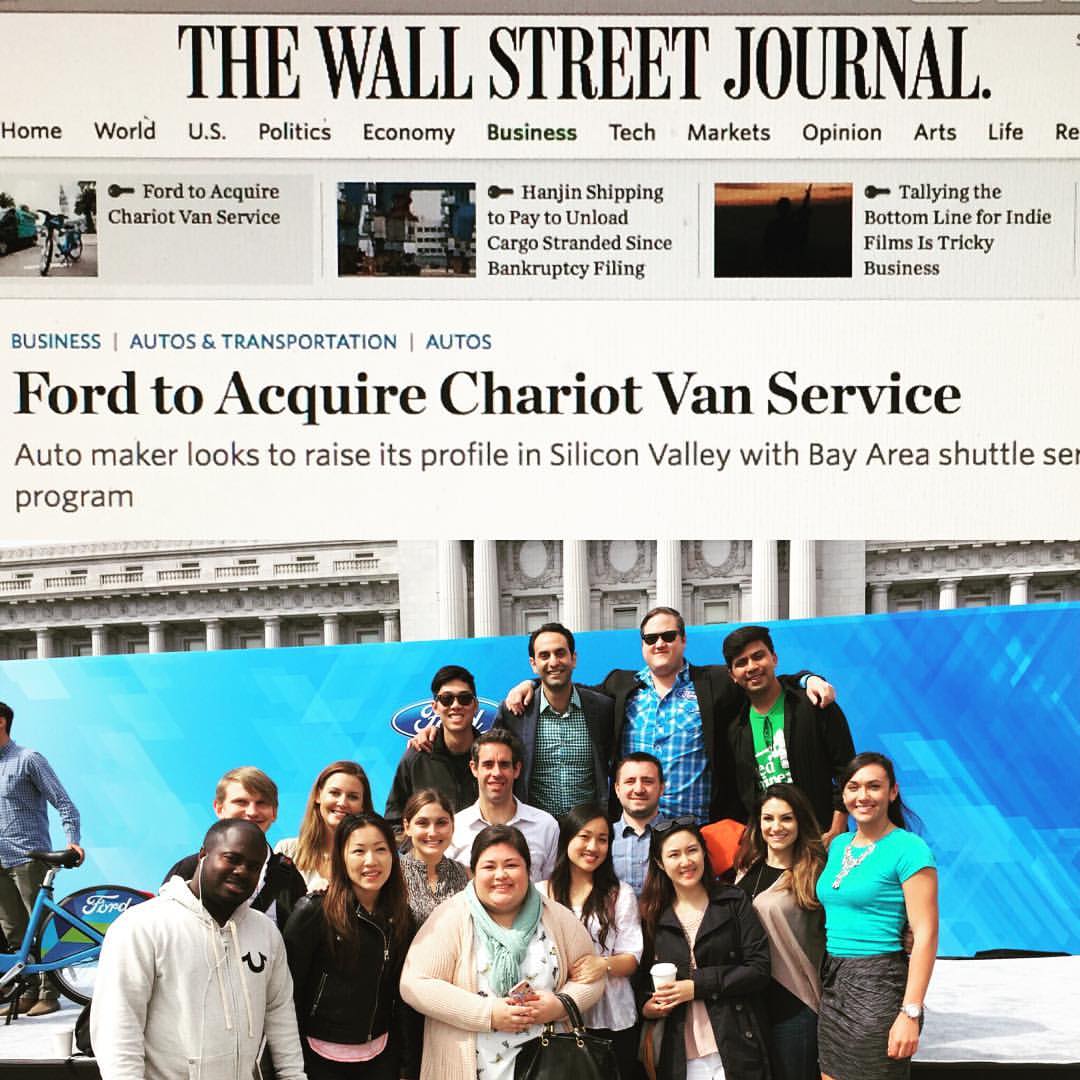 THE WALL STREET JOURNAL.
Home World U.S. Politics Economy Business Tech Markets Opinion Arts Life Re
Ford to Acquire
Chariot Van Service
Hanjin Shipping
to Pay to Unload
Cargo Stranded Since
Bankruptcy Filing
Tallying the
Bottom Line for Indie
Films Is Tricky
Business
BUSINESS | AUTOS & TRANSPORTATION | AUTOS
Ford to Acquire Chariot Van Service
Auto maker looks to raise its profile in Silicon Valley with Bay Area shuttle ser
program
Ford
Ford